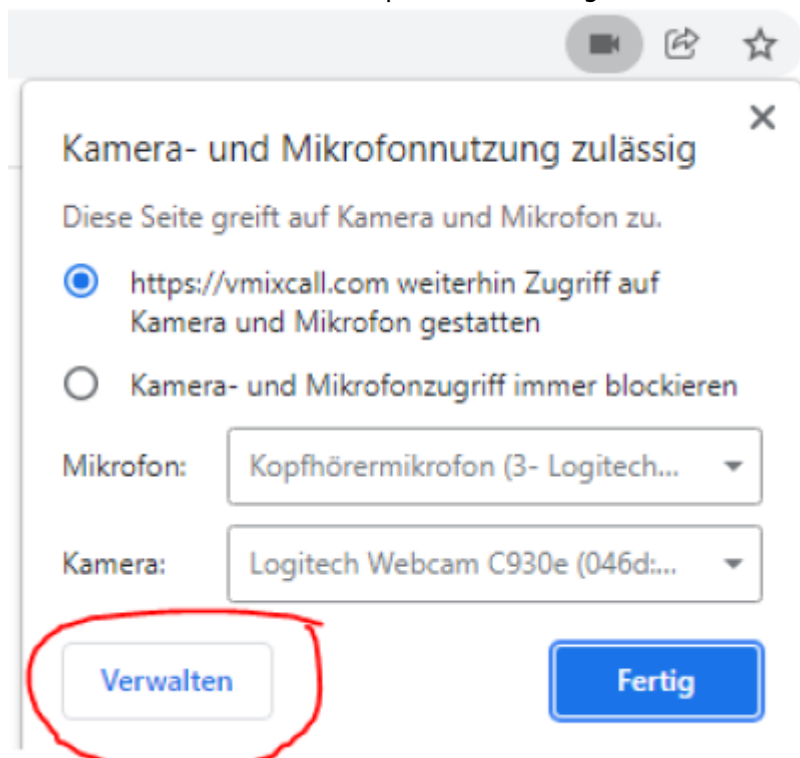 Kamera- und Mikrofonnutzung zulässig
Diese Seite greift auf Kamera und Mikrofon zu.
https://vmixcall.com weiterhin Zugriff auf
Kamera und Mikrofon gestatten
Kamera- und Mikrofonzugriff immer blockieren
Mikrofon: Kopfhörermikrofon (3- Logitech...
Kamera: Logitech Webcam C930e (046d:...
Verwalten Fertig